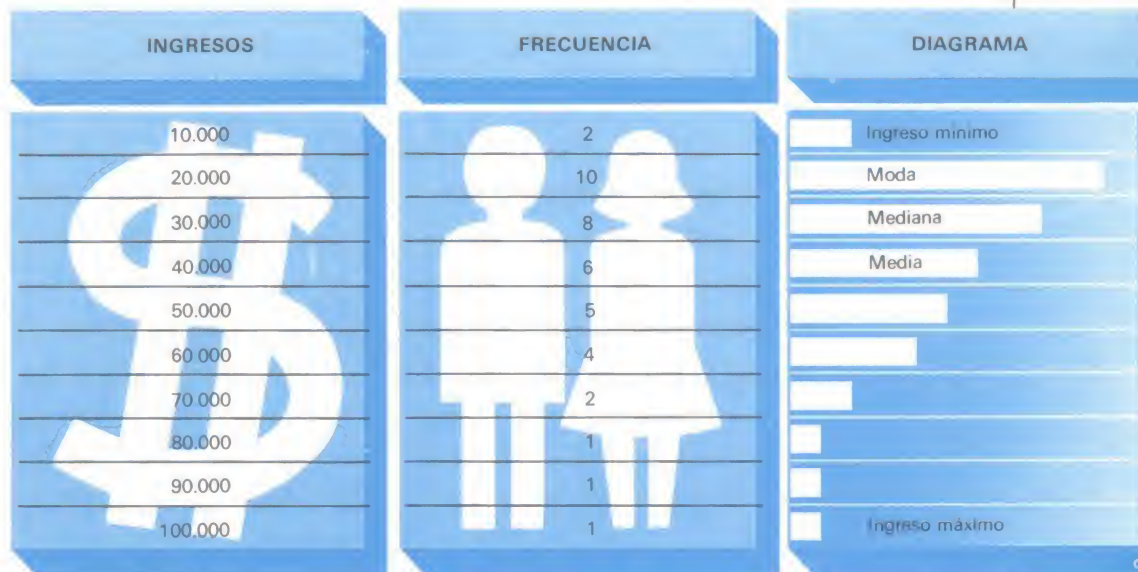 INGRESOS
FRECUENCIA
DIAGRAMA
10.000 2 Ingreso mínimo
20.000 10 Moda
30.000 8 Mediana
40.000 6 Media
50.000 5
60.000 4
70.000 2
80.000 1
90.000 1
100.000 1 Ingreso máximo